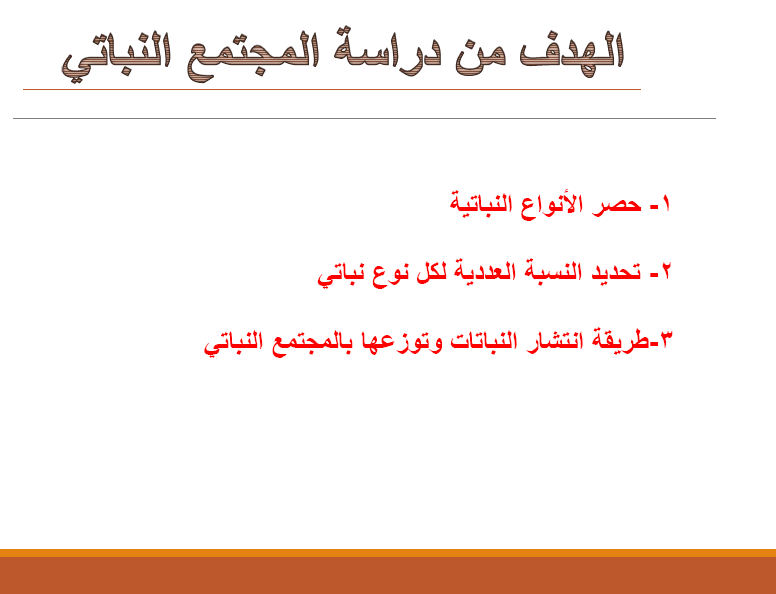 الهدف من دراسة المجتمع النباتي
١- حصر الأنواع النباتية
٢- تحديد النسبة العددية لكل نوع نباتي
٣-طريقة انتشار النباتات وتوزعها بالمجتمع النباتي